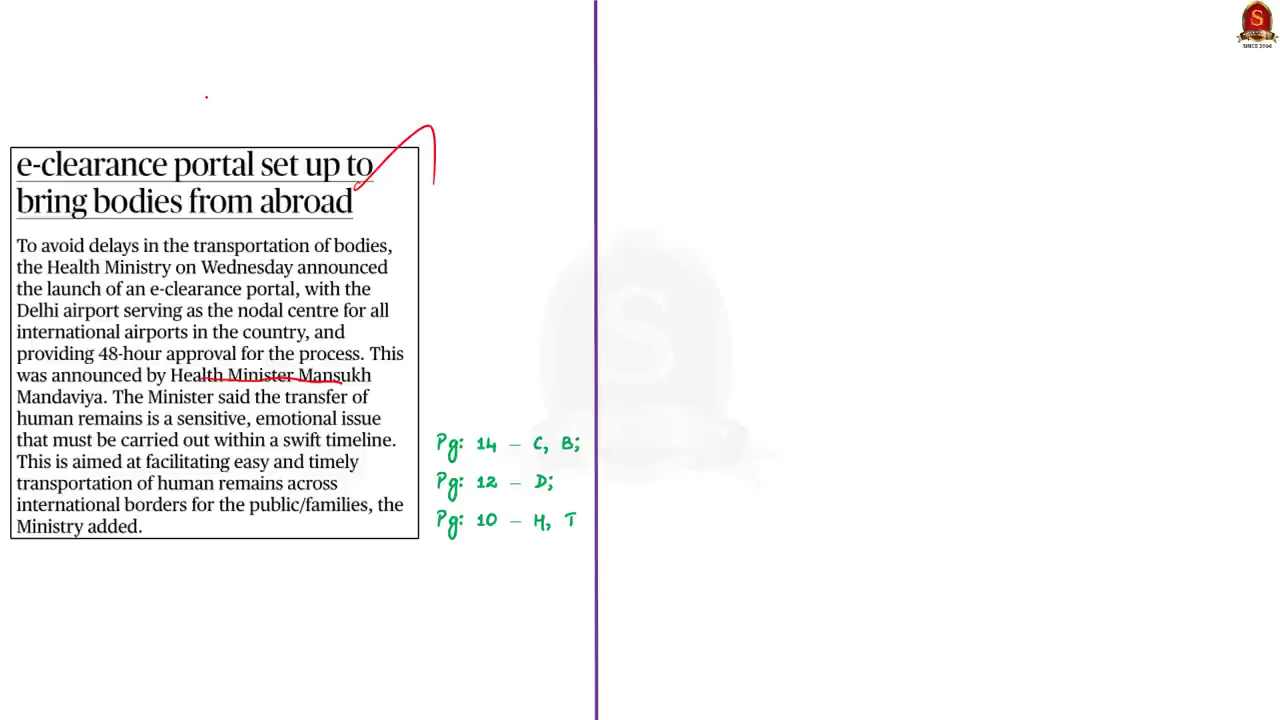 e-clearance portal set up to
bring bodies from abroad
To avoid delays in the transportation of bodies,
the Health Ministry on Wednesday announced
the launch of an e-clearance portal, with the
Delhi airport serving as the nodal centre for all
international airports in the country, and
providing 48-hour approval for the process. This
was announced by Health Minister Mansukh
Mandaviya. The Minister said the transfer of
human remains is a sensitive, emotional issue
that must be carried out within a swift timeline.
This is aimed at facilitating easy and timely
transportation of human remains across
international borders for the public/families, the
Ministry added.
Pg: 14 – C, B;
Pg: 12 – D;
Pg: 10 – H, T
S
SINCE 2004
S